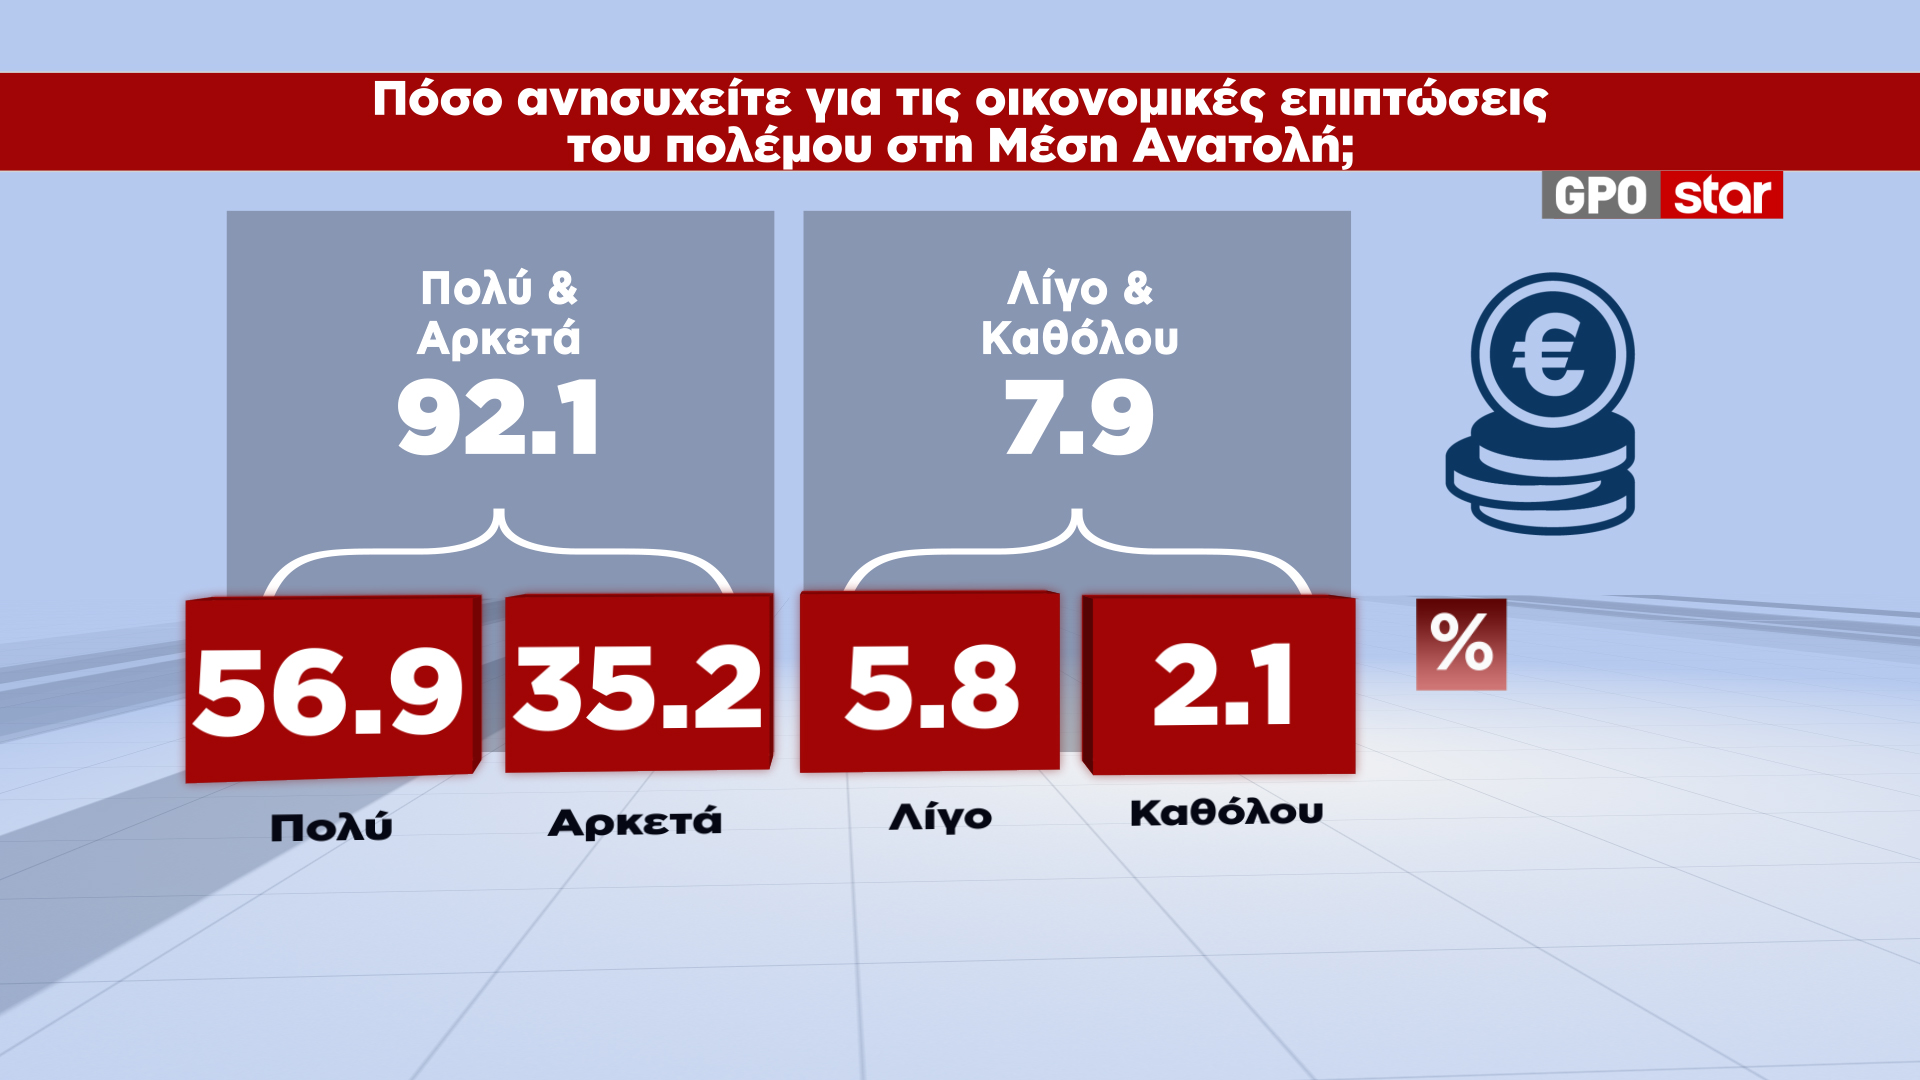 Πόσο ανησυχείτε για τις οικονομικές επιπτώσεις
του πολέμου στη Μέση Ανατολή;
GPO star
Πολύ &
Αρκετά
92.1
Λίγο &
Καθόλου
7.9
€
56.9 35.2 5.8 2.1 %
Πολύ Αρκετά Λίγο Καθόλου